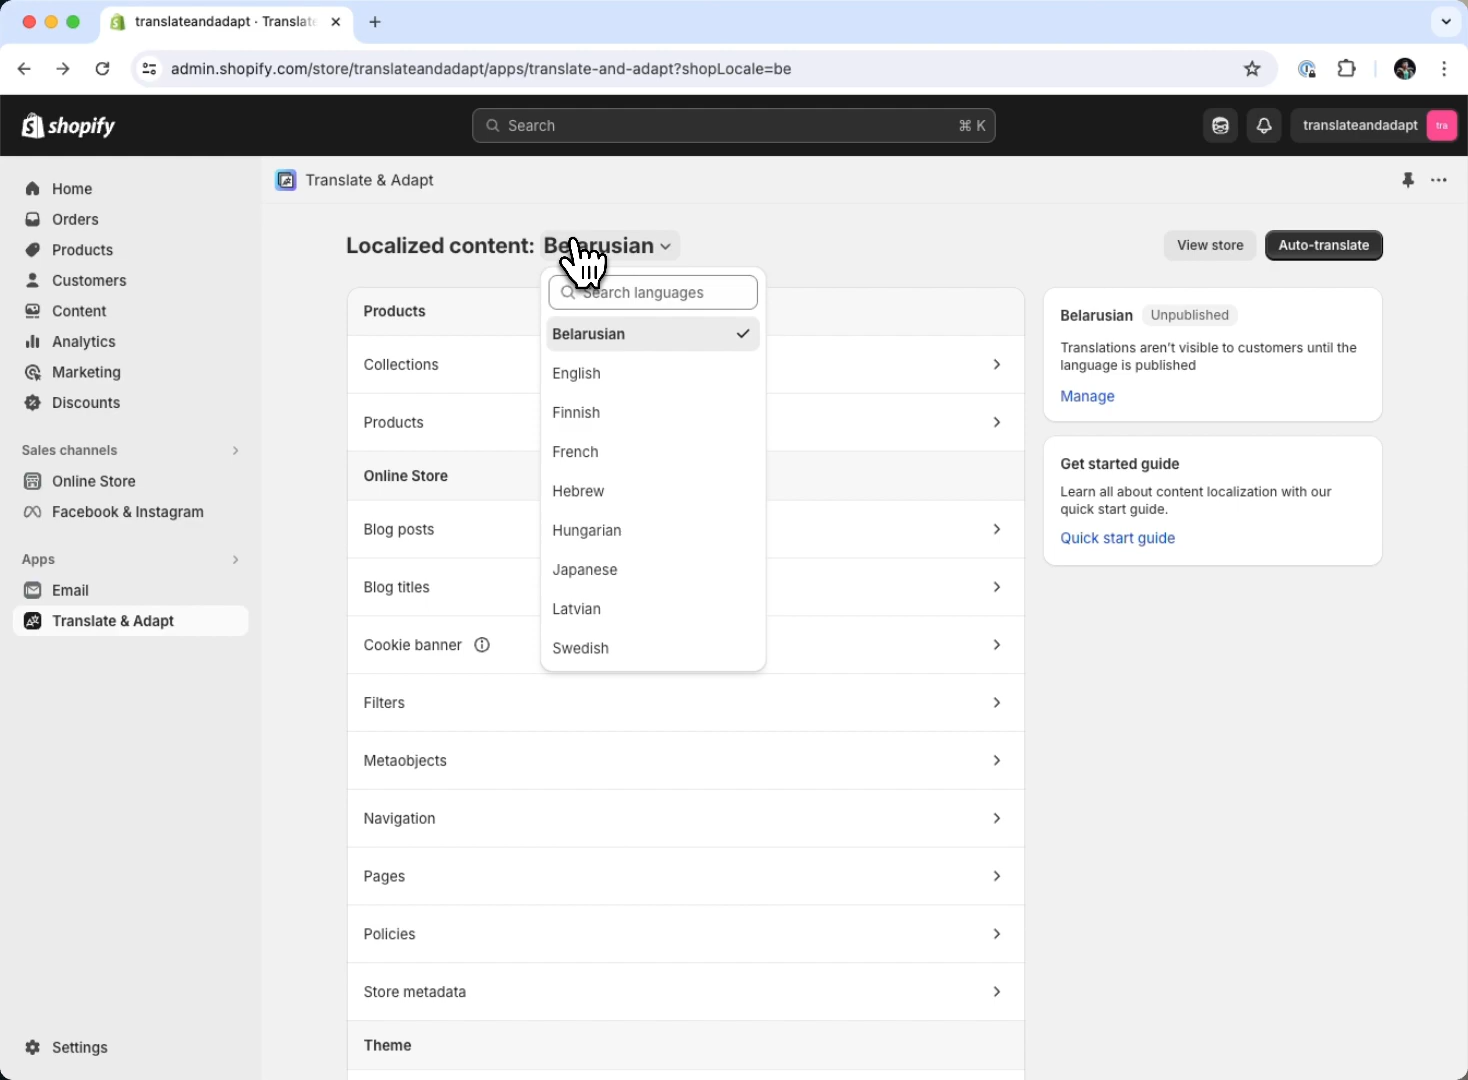 translateandadapt · Translate
admin.shopify.com/store/translateandadapt/apps/translate-and-adapt?shopLocale=be
shopify
Search
⌘ K
translateandadapt
tra
Home
Orders
Products
Customers
Content
Analytics
Marketing
Discounts
Sales channels
Online Store
Facebook & Instagram
Apps
Email
Translate & Adapt
Settings
Translate & Adapt
Localized content: Belarusian
View store
Auto-translate
Search languages
Belarusian
English
Finnish
French
Hebrew
Hungarian
Japanese
Latvian
Swedish
Products
Collections
Products
Online Store
Blog posts
Blog titles
Cookie banner
Filters
Metaobjects
Navigation
Pages
Policies
Store metadata
Theme
Belarusian Unpublished
Translations aren't visible to customers until the
language is published
Manage
Get started guide
Learn all about content localization with our
quick start guide.
Quick start guide